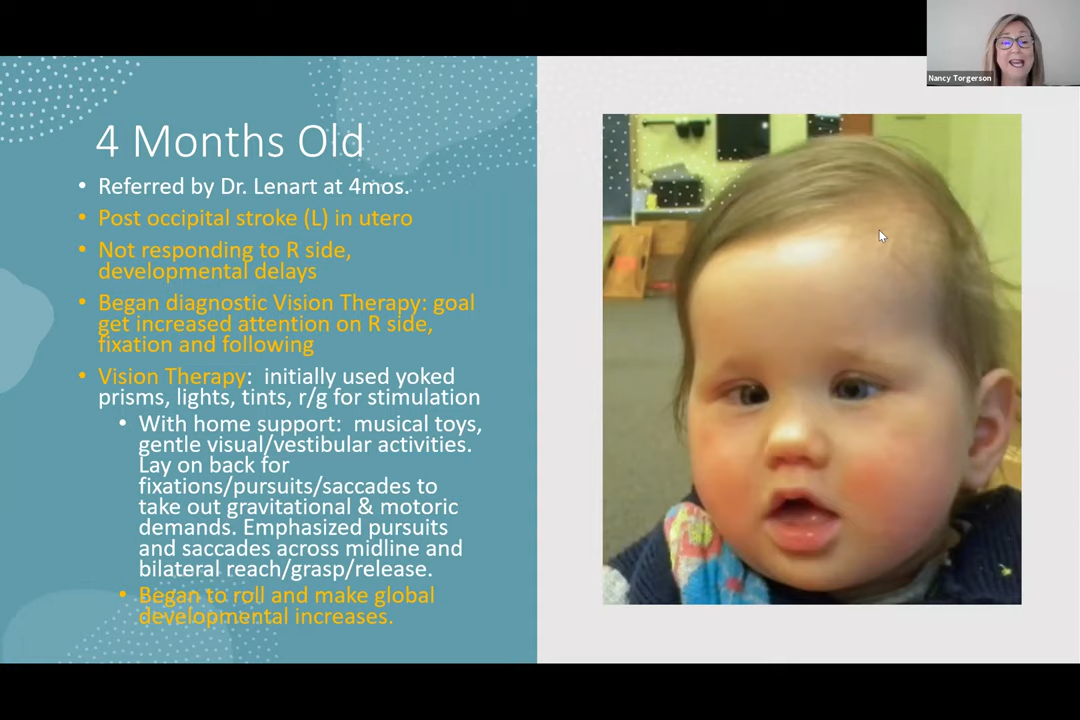 Nancy Torgerson
4 Months Old
• Referred by Dr. Lenart at 4mos.
• Post occipital stroke (L) in utero
• Not responding to R side,
developmental delays
• Began diagnostic Vision Therapy: goal
get increased attention on R side,
fixation and following
• Vision Therapy:  initially used yoked
prisms, lights, tints, r/g for stimulation
• With home support:  musical toys,
gentle visual/vestibular activities.
Lay on back for
fixations/pursuits/saccades to
take out gravitational & motoric
demands. Emphasized pursuits
and saccades across midline and
bilateral reach/grasp/release.
• Began to roll and make global
developmental increases.